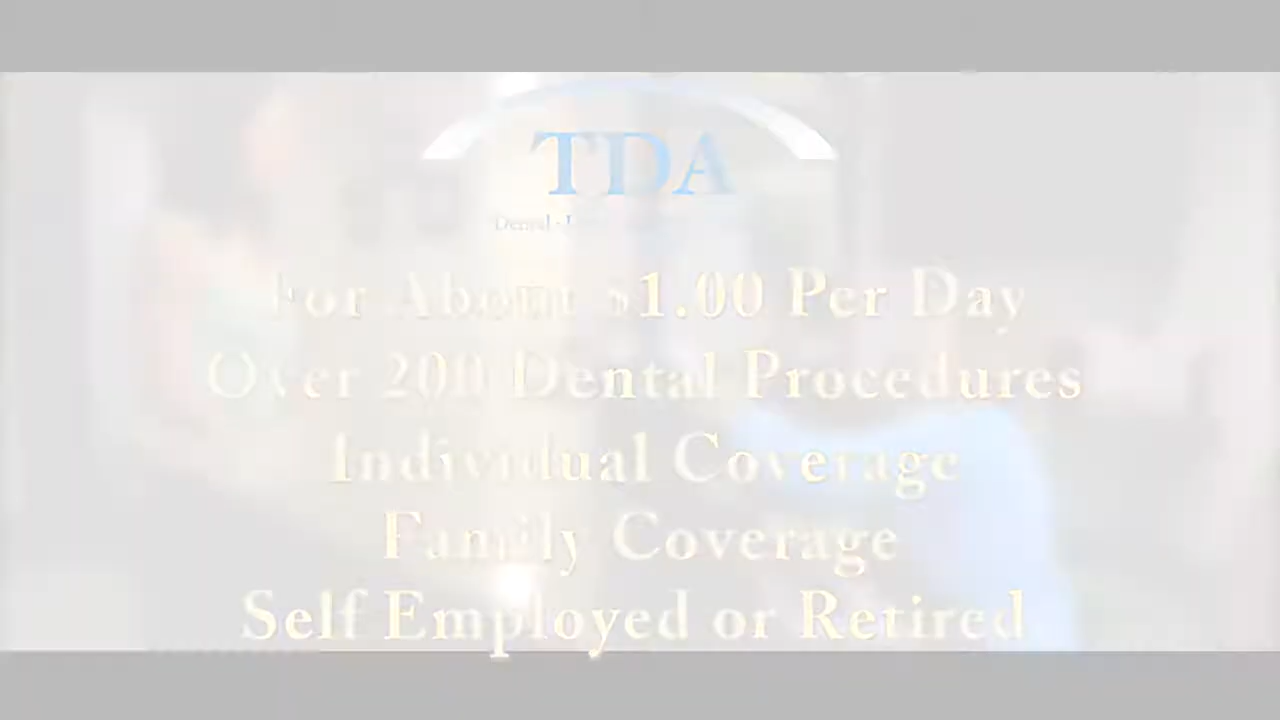 TDA
Dental
For About $1.00 Per Day
Over 200 Dental Procedures
Individual Coverage
Family Coverage
Self Employed or Retired